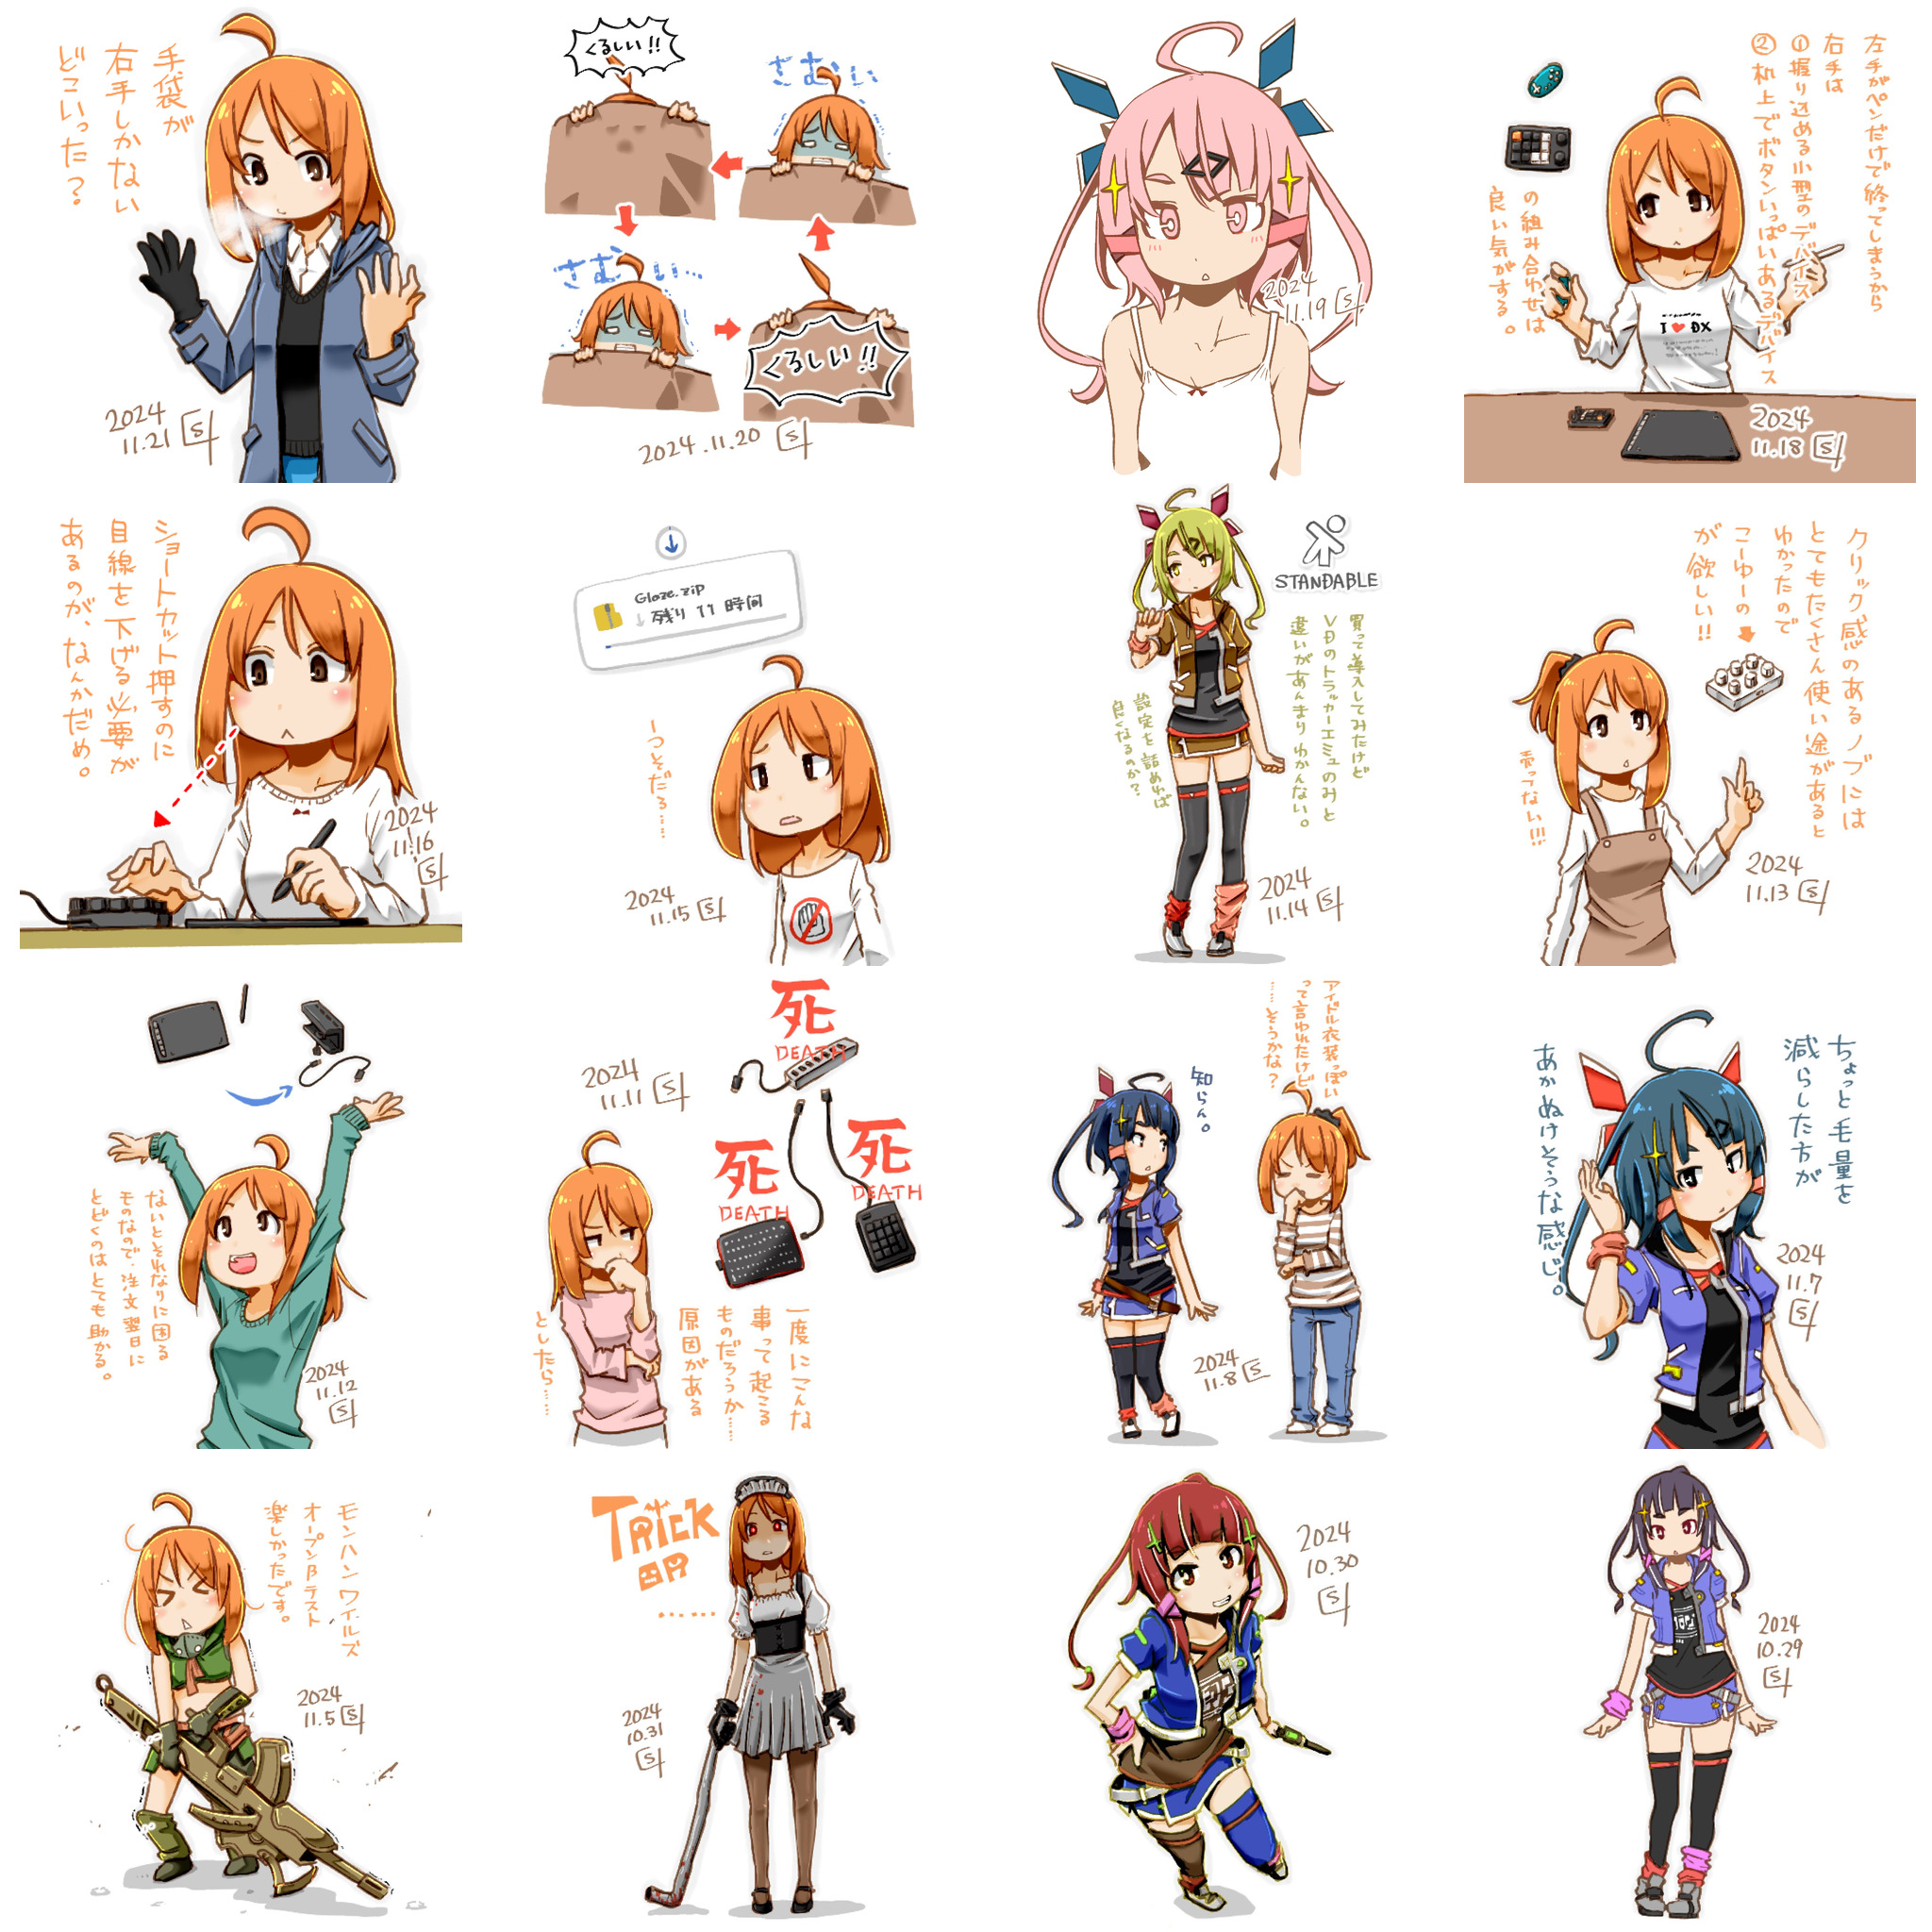 手袋が
右手しかない
どこいった？
2024
11.21
くるしい!!
さむい
さむい…
くるしい!!
2024.11.20
2024
11.19
左手がペンだけで終ってしまうから
右手は
①握り込める小型のデバイス
②机上でボタンいっぱいあるデバイス
の組み合わせは
良い気がする。
I ♥ DX
2024
11.18
ショートカット押すのに
目線を下げる必要が
あるのが、なんかだめ。
2024
11.16
Glaze.zip
↓残り 11 時間
うそだろ……
2024
11.15
STANDABLE
買って導入してみたけど
VDのトラッカーエミュのみと
違いがあんまりわかんない。
設定を詰めれば
良くなるのか？
2024
11.14
クリック感のあるノブには
とてもたくさん使い途があると
わかったので
こーゆーの
が欲しい!!
売ってない!!!
2024
11.13
ないとそれなりに困る
ものなので、注文翌日に
とどくのはとても助かる。
2024
11.12
2024
11.11
死
DEATH
死
DEATH
死
DEATH
一度にこんな
事って起こる
ものだろうか……
原因がある
としたら……
アイドル衣装っぽい
って言われたけど
……そうかな？
知らん。
2024
11.8
ちょっと毛量を
減らした方が
あかぬけそうな感じ。
2024
11.7
モンハンワイルズ
オープンβテスト
楽しかったです。
2024
11.5
TRICK
OR
……
2024
10.31
2024
10.30
2024
10.29